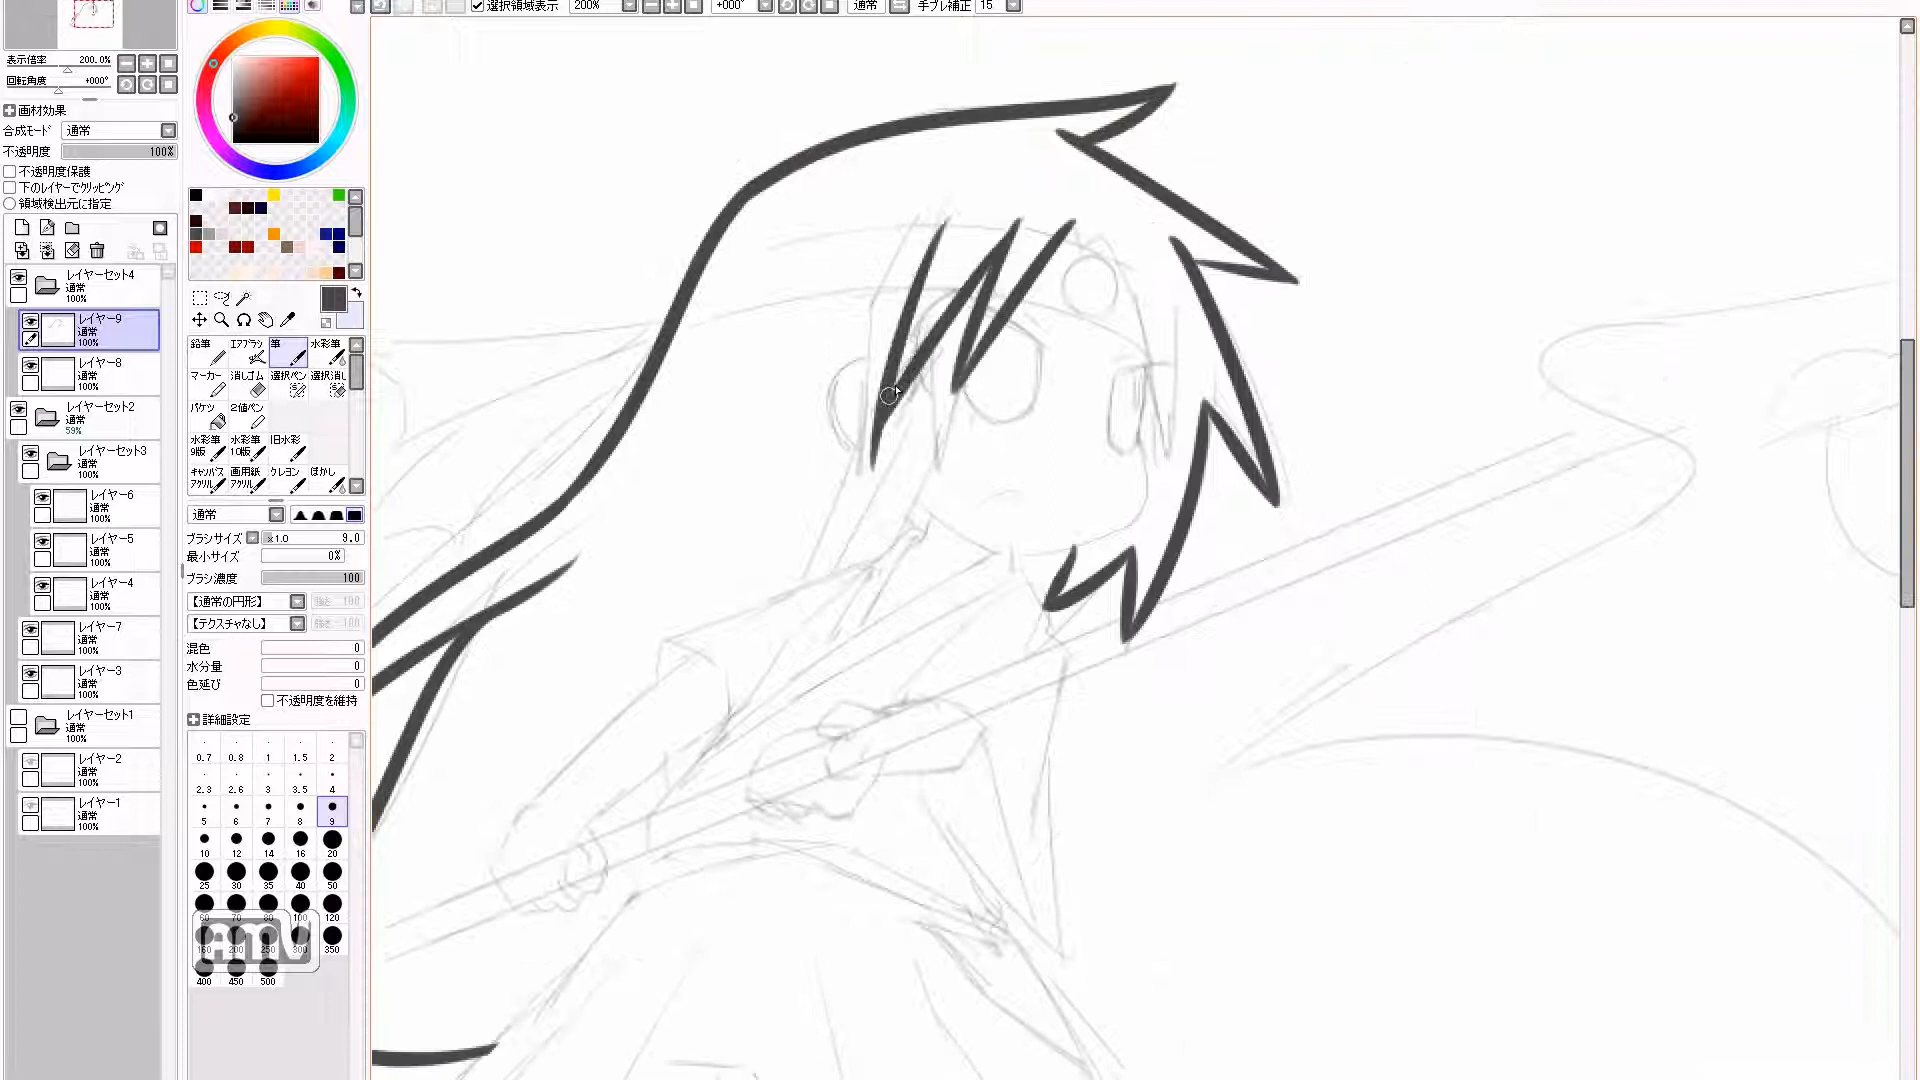 選択領域表示 200% +000° 通常 手ブレ補正 15
表示倍率 200.0%
回転角度 +000°
画材効果
合成モード 通常
不透明度 100%
不透明度保護
下のレイヤーでクリッピング
領域検出元に指定
レイヤーセット4
通常
100%
レイヤー9
通常
100%
レイヤー8
通常
100%
レイヤーセット2
通常
59%
レイヤーセット3
通常
100%
レイヤー6
通常
100%
レイヤー5
通常
100%
レイヤー4
通常
100%
レイヤー7
通常
100%
レイヤー3
通常
100%
レイヤーセット1
通常
100%
レイヤー2
通常
100%
レイヤー1
通常
100%
鉛筆 エアブラシ 筆 水彩筆
マーカー 消しゴム 選択ペン 選択消し
バケツ 2値ペン
水彩筆 水彩筆 旧水彩
9版 10版
キャンバス 画用紙 クレヨン ぼかし
アクリル アクリル
通常
ブラシサイズ x1.0 9.0
最小サイズ 0%
ブラシ濃度 100
【通常の円形】 強さ 100
【テクスチャなし】 強さ 100
混色 0
水分量 0
色延び 0
不透明度を維持
詳細設定
0.7 0.8 1 1.5 2
2.3 2.6 3 3.5 4
5 6 7 8 9
10 12 14 16 20
25 30 35 40 50
60 70 80 100 120
160 200 250 300 350
400 450 500
AMV